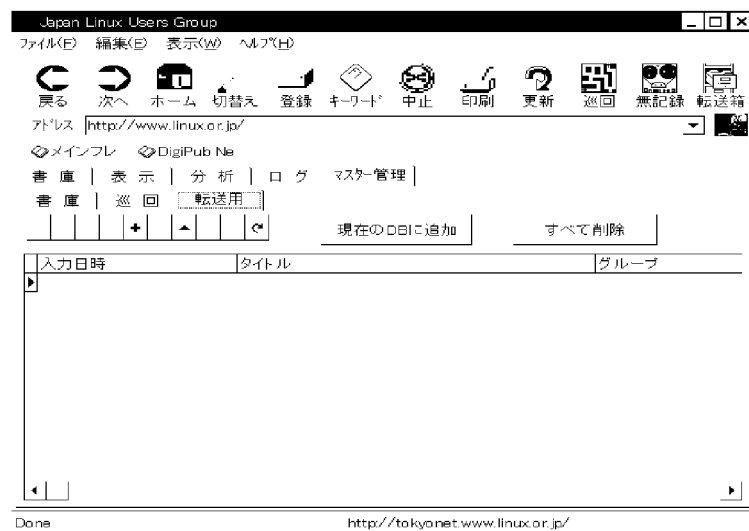 Japan Linux Users Group
ファイル(F) 編集(E) 表示(W) ヘルプ(H)
戻る 次へ ホーム 切替え 登録 キーワード 中止 印刷 更新 巡回 無記録 転送箱
アドレス http://www.linux.or.jp/
メインフレ DigiPub Ne
書 庫 | 表 示 | 分 析 | ロ グ マスター管理 |
書 庫 | 巡 回 転送用
現在のDBに追加 すべて削除
入力日時 タイトル グループ
Done http://tokyonet.www.linux.or.jp/